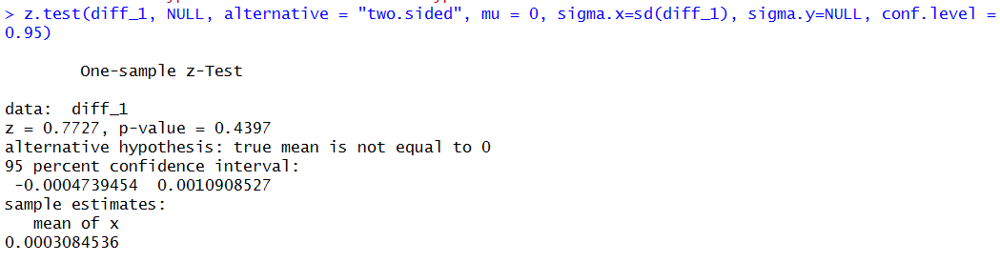 > z.test(diff_1, NULL, alternative = "two.sided", mu = 0, sigma.x=sd(diff_1), sigma.y=NULL, conf.level =
0.95)
One-sample z-Test
data:  diff_1
z = 0.7727, p-value = 0.4397
alternative hypothesis: true mean is not equal to 0
95 percent confidence interval:
-0.0004739454  0.0010908527
sample estimates:
mean of x
0.0003084536